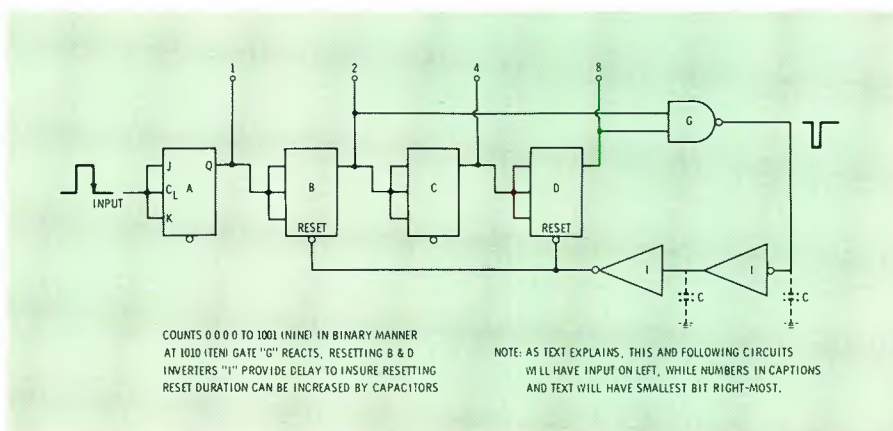 1 2 4 8
G
J Q
INPUT CL A B C D
K
RESET RESET
I I
C C
COUNTS 0 0 0 0 TO 1001 (NINE) IN BINARY MANNER
AT 1010 (TEN) GATE "G" REACTS, RESETTING B & D
INVERTERS "I" PROVIDE DELAY TO INSURE RESETTING
RESET DURATION CAN BE INCREASED BY CAPACITORS
NOTE: AS TEXT EXPLAINS, THIS AND FOLLOWING CIRCUITS
WILL HAVE INPUT ON LEFT, WHILE NUMBERS IN CAPTIONS
AND TEXT WILL HAVE SMALLEST BIT RIGHT-MOST.